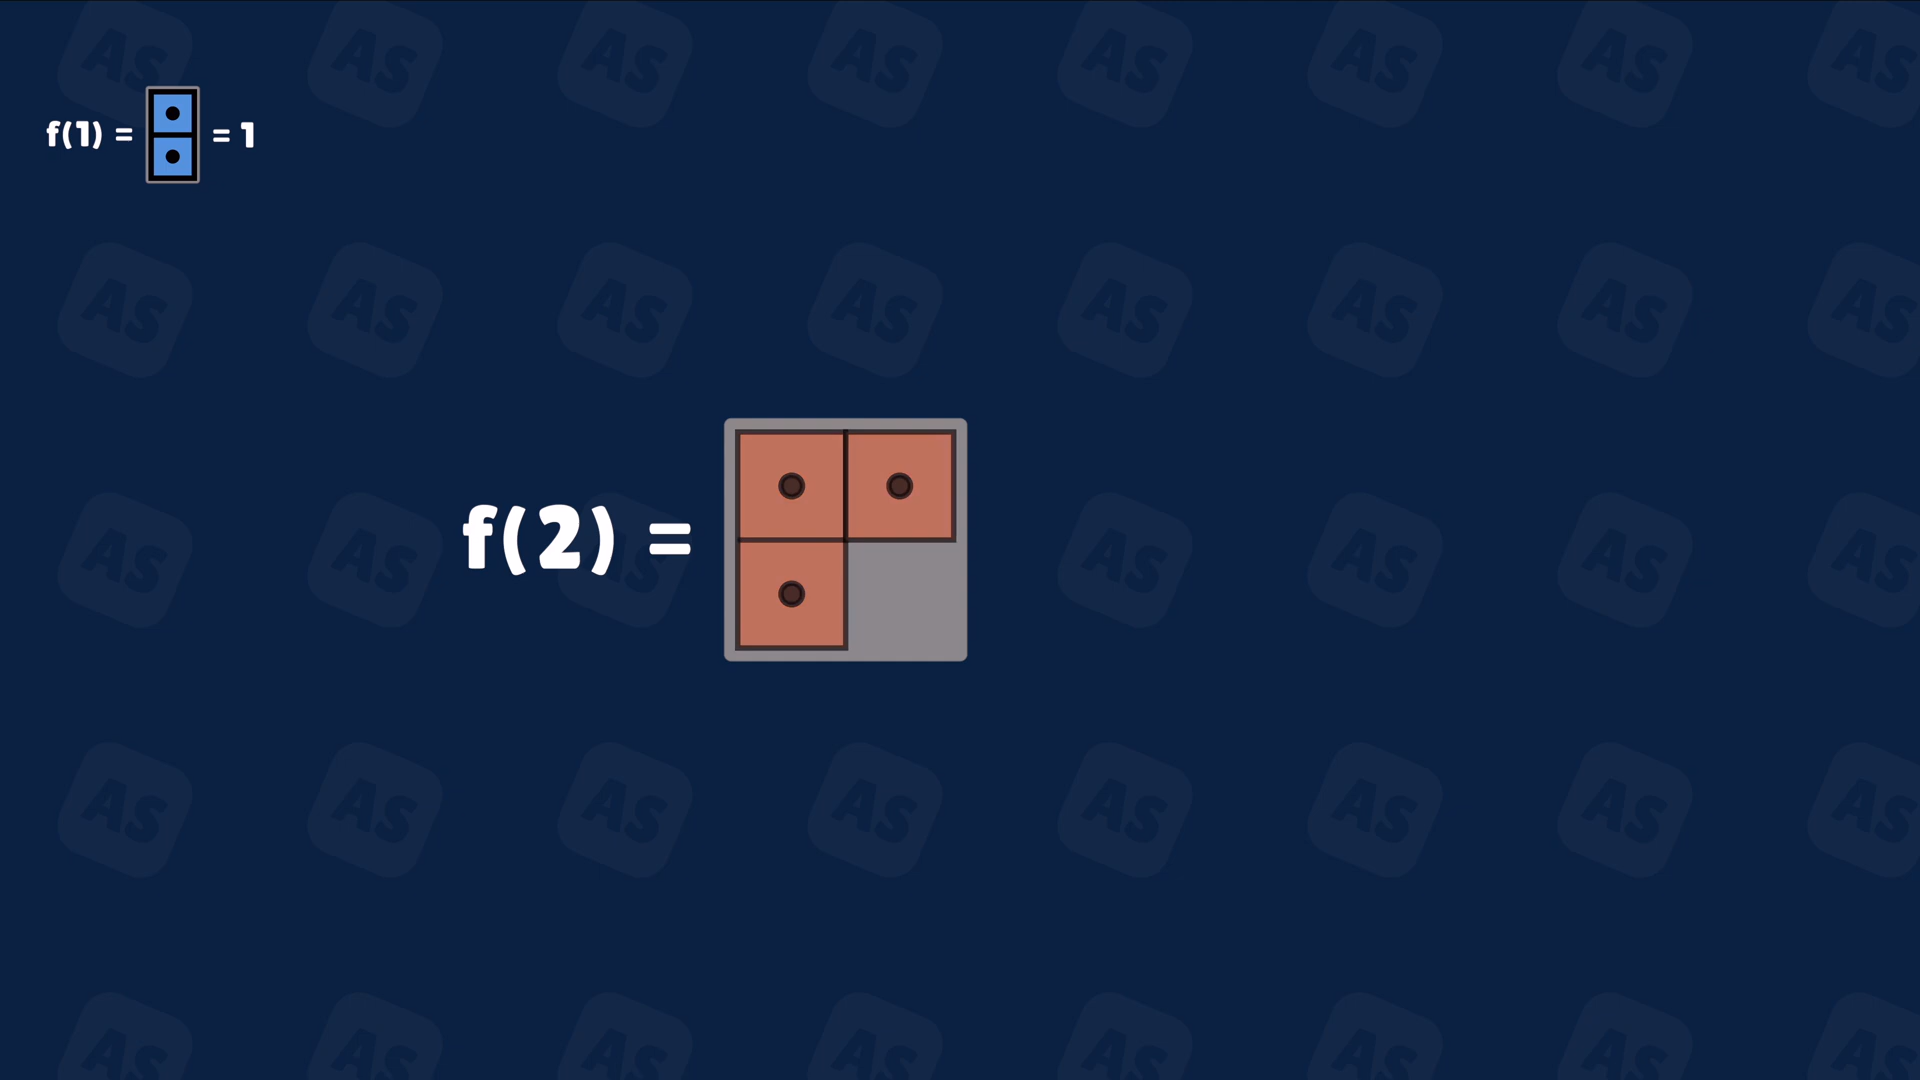 f(1) = = 1
f(2) =